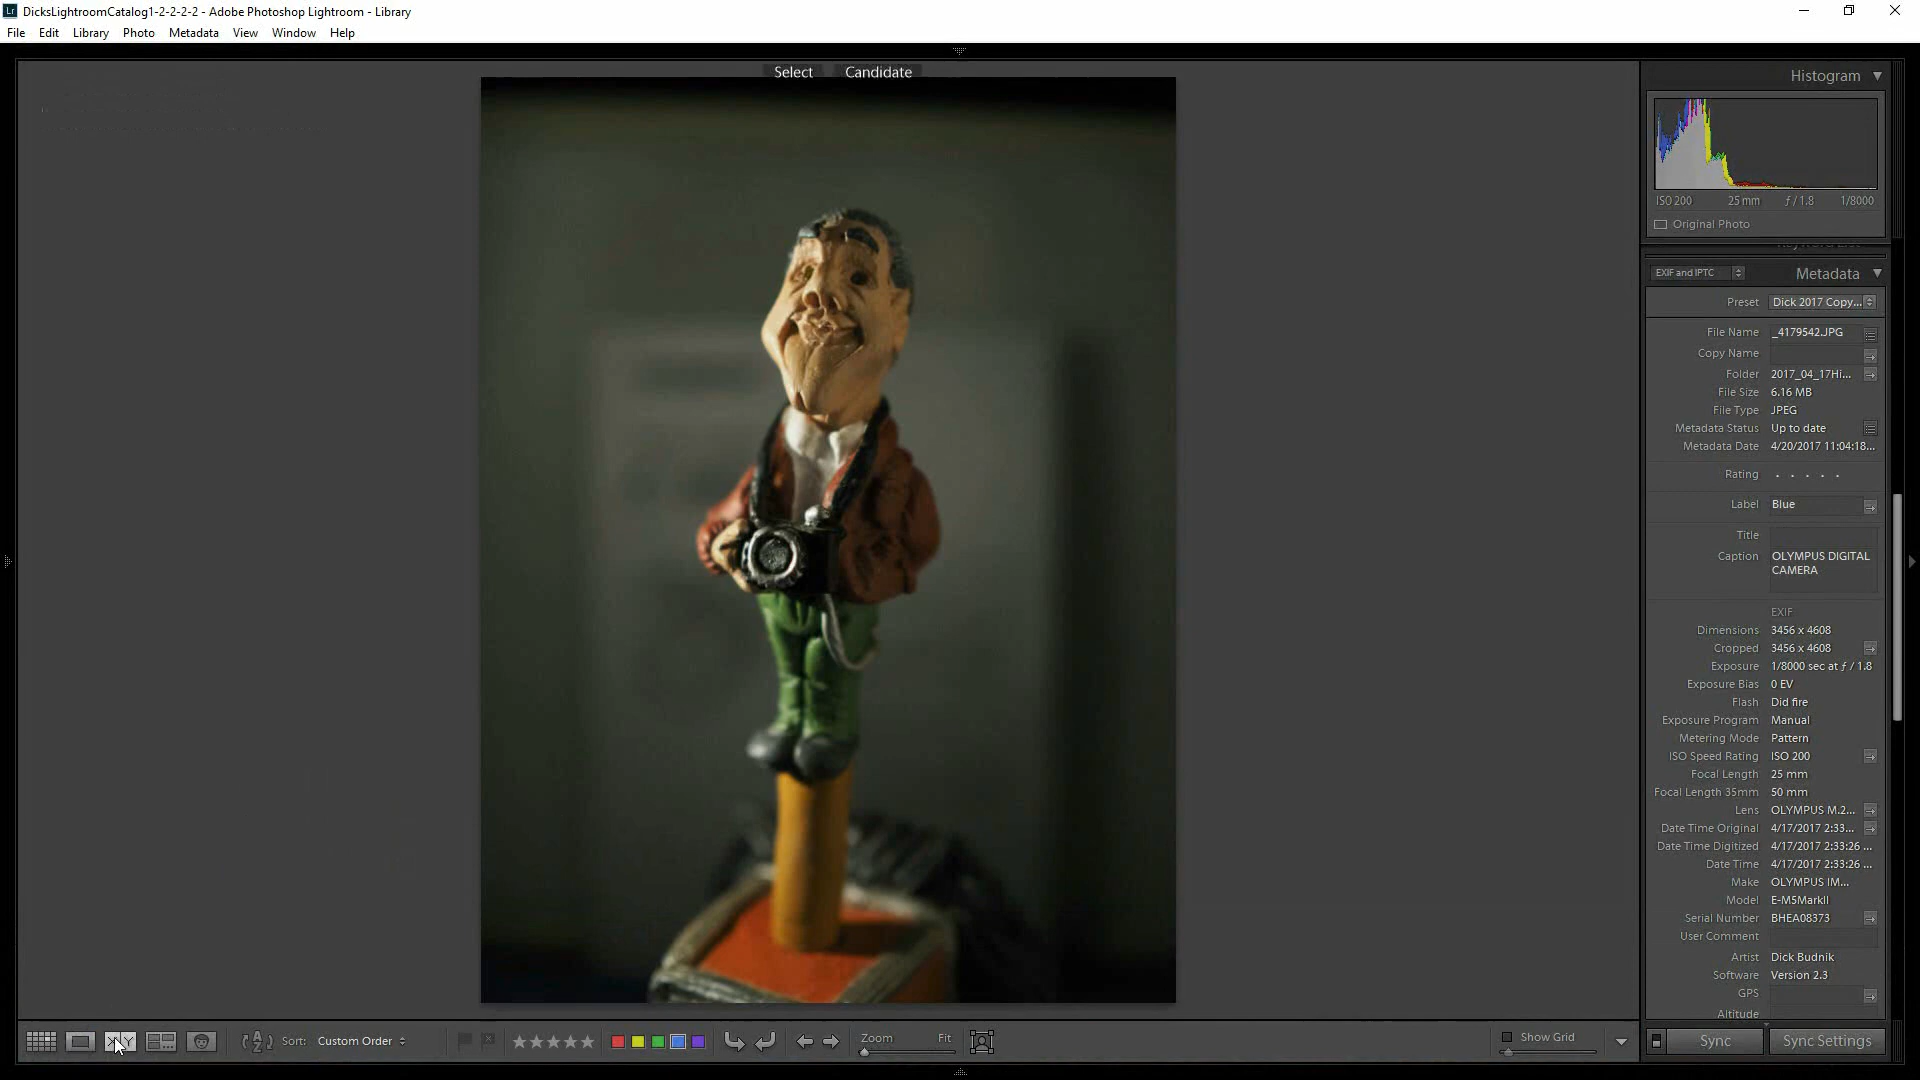 DicksLightroomCatalog1-2-2-2-2 - Adobe Photoshop Lightroom - Library
File Edit Library Photo Metadata View Window Help
Select Candidate
Histogram
ISO 200 25 mm ƒ / 1.8 1/8000
Original Photo
EXIF and IPTC Metadata
Preset Dick 2017 Copy...
File Name _4179542.JPG
Copy Name
Folder 2017_04_17Hi...
File Size 6.16 MB
File Type JPEG
Metadata Status Up to date
Metadata Date 4/20/2017 11:04:18...
Rating
Label Blue
Title
Caption OLYMPUS DIGITAL
CAMERA
EXIF
Dimensions 3456 x 4608
Cropped 3456 x 4608
Exposure 1/8000 sec at ƒ / 1.8
Exposure Bias 0 EV
Flash Did fire
Exposure Program Manual
Metering Mode Pattern
ISO Speed Rating ISO 200
Focal Length 25 mm
Focal Length 35mm 50 mm
Lens OLYMPUS M.2...
Date Time Original 4/17/2017 2:33...
Date Time Digitized 4/17/2017 2:33:26 ...
Date Time 4/17/2017 2:33:26 ...
Make OLYMPUS IM...
Model E-M5MarkII
Serial Number BHEA08373
User Comment
Artist Dick Budnik
Software Version 2.3
GPS
Altitude
Sort: Custom Order Zoom Fit Show Grid Sync Sync Settings